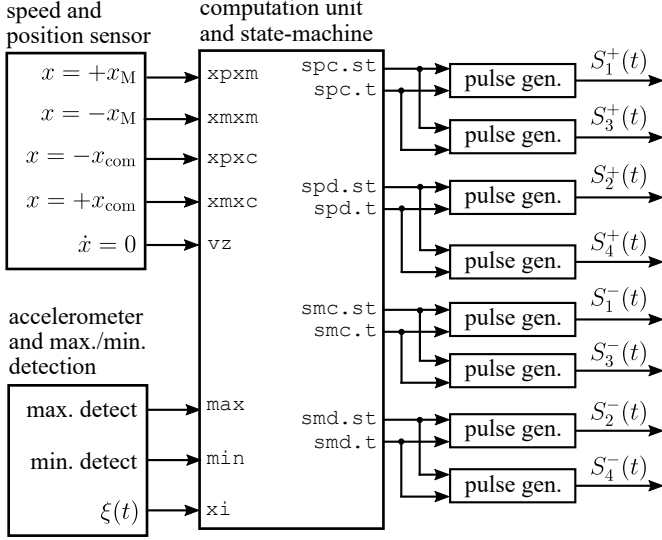 speed and
position sensor
x = +x_M
x = −x_M
x = −x_com
x = +x_com
ẋ = 0
accelerometer
and max./min.
detection
max. detect
min. detect
ξ(t)
computation unit
and state-machine
xpxm
xmxm
xpxc
xmxc
vz
max
min
xi
spc.st
spc.t
spd.st
spd.t
smc.st
smc.t
smd.st
smd.t
pulse gen.
S_1^+(t)
pulse gen.
S_3^+(t)
pulse gen.
S_2^+(t)
pulse gen.
S_4^+(t)
pulse gen.
S_1^−(t)
pulse gen.
S_3^−(t)
pulse gen.
S_2^−(t)
pulse gen.
S_4^−(t)